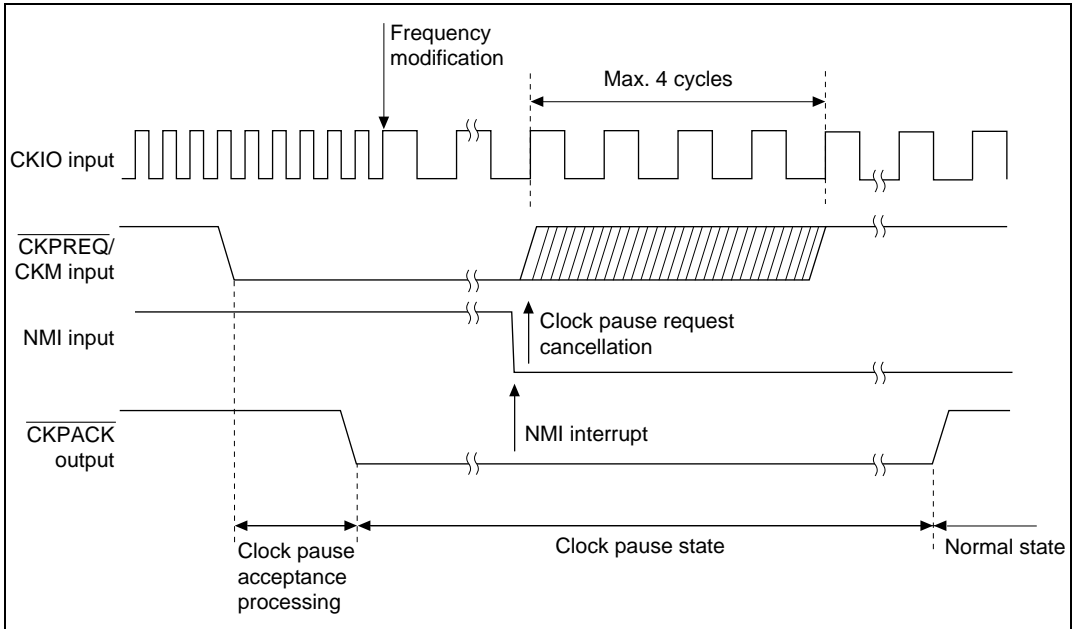 Frequency
modification
Max. 4 cycles
CKIO input
CKPREQ/
CKM input
NMI input
Clock pause request
cancellation
NMI interrupt
CKPACK
output
Clock pause
acceptance
processing
Clock pause state
Normal state